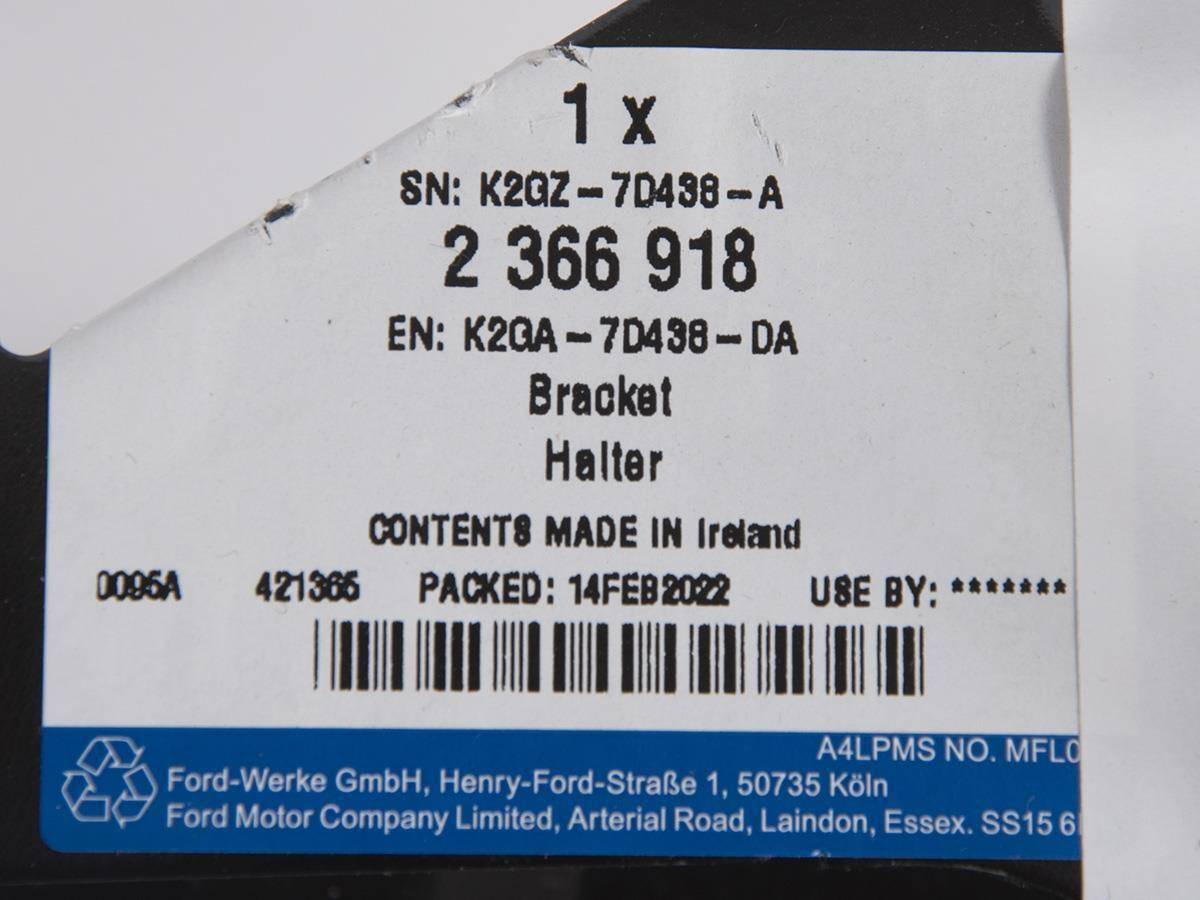 1 x
SN: K2GZ-7D438-A
2 366 918
EN: K2GA-7D438-DA
Bracket
Halter
CONTENTS MADE IN Ireland
0095A 421365 PACKED: 14FEB2022 USE BY: *******
A4LPMS NO. MFL0
Ford-Werke GmbH, Henry-Ford-Straße 1, 50735 Köln
Ford Motor Company Limited, Arterial Road, Laindon, Essex. SS15 6